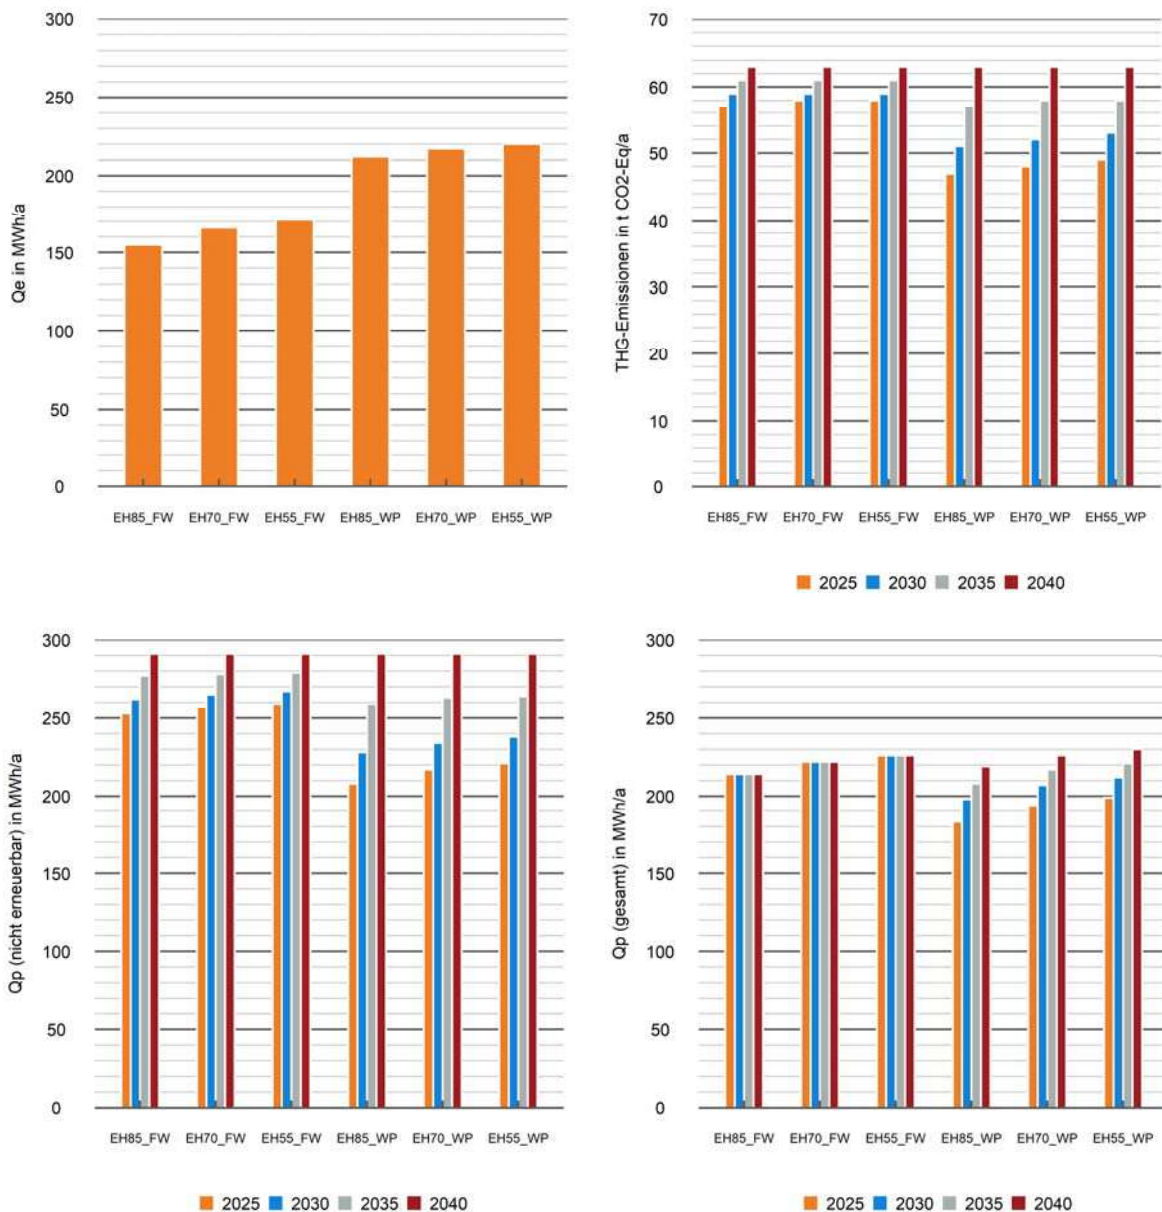 Qe in MWh/a
300
250
200
150
100
50
0
EH85_FW EH70_FW EH55_FW EH85_WP EH70_WP EH55_WP
THG-Emissionen in t CO2-Eq/a
70
60
50
40
30
20
10
0
EH85_FW EH70_FW EH55_FW EH85_WP EH70_WP EH55_WP
2025 2030 2035 2040
Qp (nicht erneuerbar) in MWh/a
300
250
200
150
100
50
0
EH85_FW EH70_FW EH55_FW EH85_WP EH70_WP EH55_WP
2025 2030 2035 2040
Qp (gesamt) in MWh/a
300
250
200
150
100
50
0
EH85_FW EH70_FW EH55_FW EH85_WP EH70_WP EH55_WP
2025 2030 2035 2040